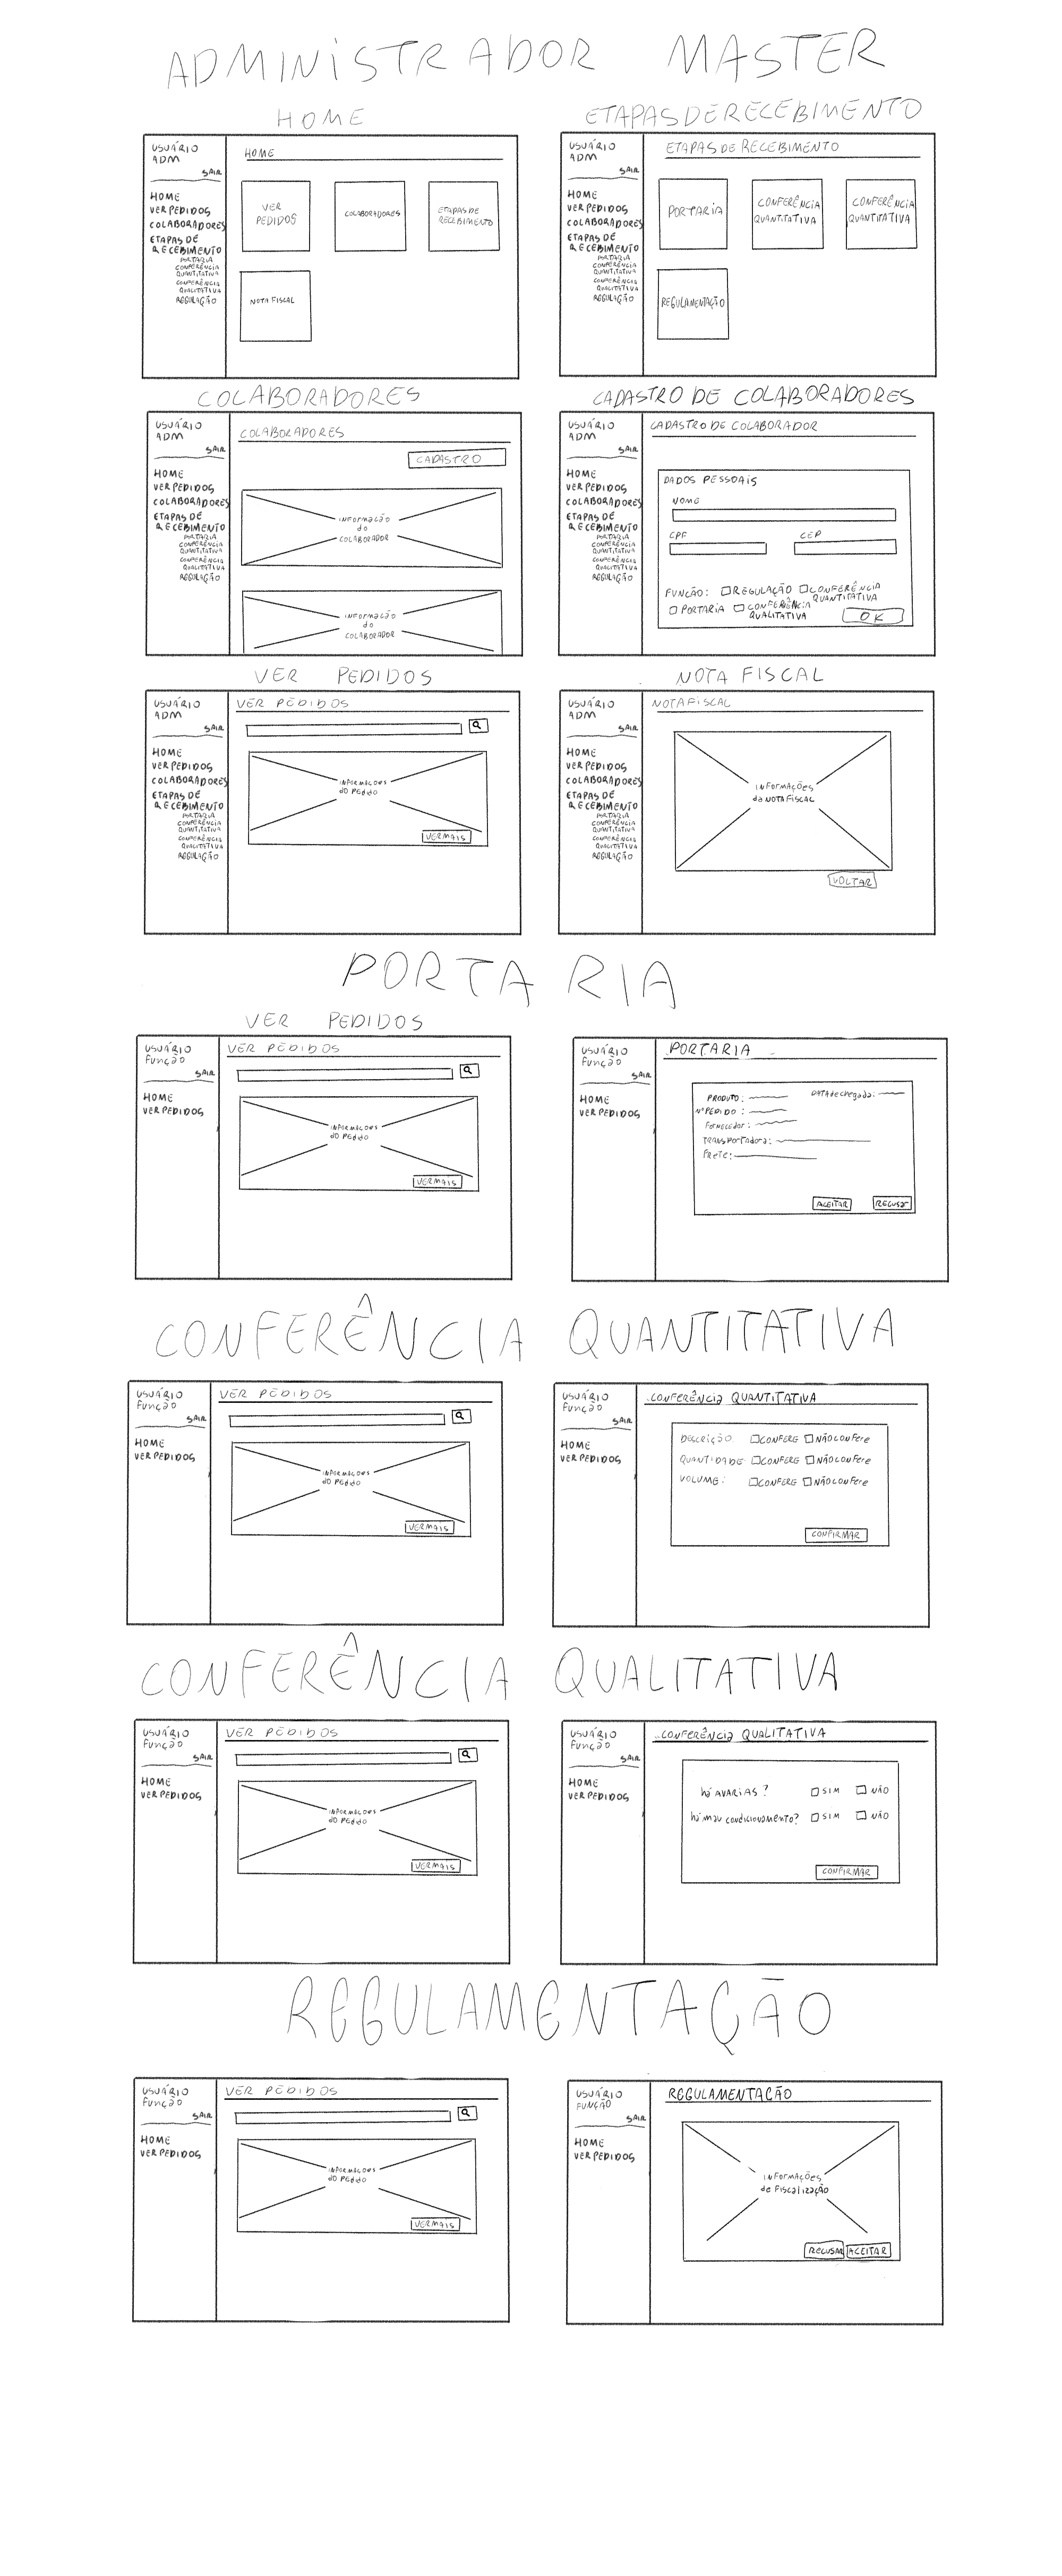 ADMINISTRADOR MASTER
HOME
USUÁRIO
ADM
SAIR
HOME
VER PEDIDOS
COLABORADORES
ETAPAS DE
RECEBIMENTO
PORTARIA
CONFERÊNCIA
QUANTITATIVA
CONFERÊNCIA
QUALITATIVA
REGULAÇÃO
HOME
VER
PEDIDOS
COLABORADORES
ETAPAS DE
RECEBIMENTO
NOTA FISCAL
ETAPAS DE RECEBIMENTO
USUÁRIO
ADM
SAIR
HOME
VER PEDIDOS
COLABORADORES
ETAPAS DE
RECEBIMENTO
PORTARIA
CONFERÊNCIA
QUANTITATIVA
CONFERÊNCIA
QUALITATIVA
REGULAÇÃO
ETAPAS DE RECEBIMENTO
PORTARIA
CONFERÊNCIA
QUANTITATIVA
CONFERÊNCIA
QUANTITATIVA
REGULAMENTAÇÃO
COLABORADORES
USUÁRIO
ADM
SAIR
HOME
VER PEDIDOS
COLABORADORES
ETAPAS DE
RECEBIMENTO
PORTARIA
CONFERÊNCIA
QUANTITATIVA
CONFERÊNCIA
QUALITATIVA
REGULAÇÃO
COLABORADORES
CADASTRO
INFORMAÇÃO
do
COLABORADOR
INFORMAÇÃO
do
COLABORADOR
CADASTRO DE COLABORADORES
USUÁRIO
ADM
SAIR
HOME
VER PEDIDOS
COLABORADORES
ETAPAS DE
RECEBIMENTO
PORTARIA
CONFERÊNCIA
QUANTITATIVA
CONFERÊNCIA
QUALITATIVA
REGULAÇÃO
CADASTRO DE COLABORADOR
DADOS PESSOAIS
NOME
CPF
CEP
FUNCÃO: REGULAÇÃO CONFERÊNCIA
QUANTITATIVA
PORTARIA CONFERÊNCIA
QUALITATIVA
OK
VER PEDIDOS
USUÁRIO
ADM
SAIR
HOME
VER PEDIDOS
COLABORADORES
ETAPAS DE
RECEBIMENTO
PORTARIA
CONFERÊNCIA
QUANTITATIVA
CONFERÊNCIA
QUALITATIVA
REGULAÇÃO
VER PEDIDOS
INFORMACOES
do PEdido
VER MAIS
NOTA FISCAL
USUÁRIO
ADM
SAIR
HOME
VER PEDIDOS
COLABORADORES
ETAPAS DE
RECEBIMENTO
PORTARIA
CONFERÊNCIA
QUANTITATIVA
CONFERÊNCIA
QUALITATIVA
REGULAÇÃO
NOTA FISCAL
INFORMAÇÕES
da NOTA FISCAL
VOLTAR
PORTARIA
VER PEDIDOS
USUÁRIO
Função
SAIR
HOME
VER PEDIDOS
VER PEDIDOS
INFORMACOES
do PEdido
VER MAIS
USUÁRIO
Função
SAIR
HOME
VER PEDIDOS
PORTARIA
PRODUTO: DATA de chegada:
Nº PEDIDO:
Fornecedor:
TRANSPORTAdora:
FRETE:
ACEITAR RECUSAR
CONFERÊNCIA QUANTITATIVA
USUÁRIO
Função
SAIR
HOME
VER PEDIDOS
VER PEDIDOS
INFORMACOES
do PEdido
VER MAIS
USUÁRIO
Função
SAIR
HOME
VER PEDIDOS
CONFERÊNCIA QUANTITATIVA
DESCRIÇÃO: CONFERE NÃO CONFERE
QUANTIDADE: CONFERE NÃO CONFERE
VOLUME: CONFERE NÃO CONFERE
CONFIRMAR
CONFERÊNCIA QUALITATIVA
USUÁRIO
Função
SAIR
HOME
VER PEDIDOS
VER PEDIDOS
INFORMACOES
do PEdido
VER MAIS
USUÁRIO
Função
SAIR
HOME
VER PEDIDOS
CONFERÊNCIA QUALITATIVA
há AVARIAS? SIM NÃO
há mau condicionamento? SIM NÃO
CONFIRMAR
REGULAMENTAÇÃO
USUÁRIO
Função
SAIR
HOME
VER PEDIDOS
VER PEDIDOS
INFORMACOES
do PEdido
VER MAIS
USUÁRIO
FUNÇÃO
SAIR
HOME
VER PEDIDOS
REGULAMENTAÇÃO
INFORMAÇÕES
de Fiscalização
RECUSAR ACEITAR